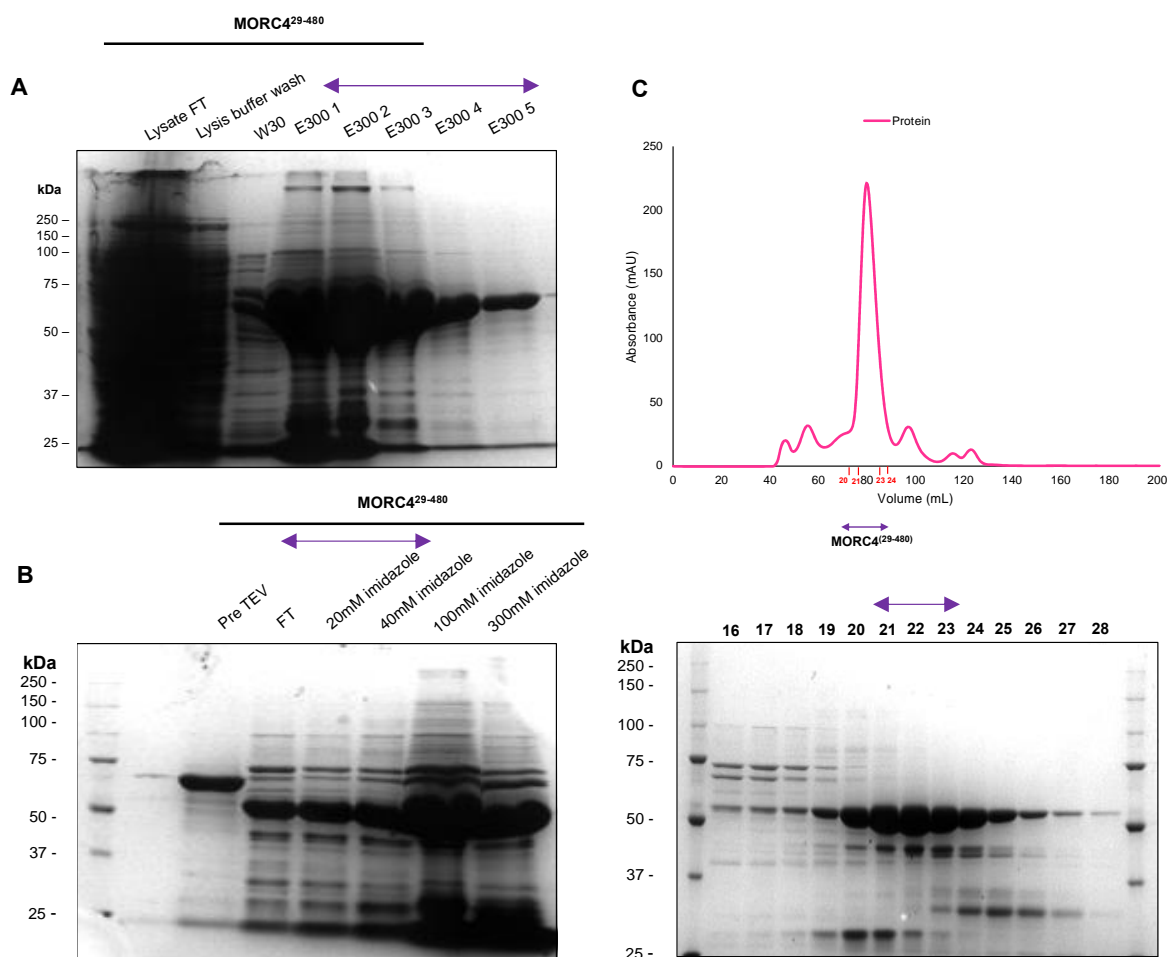 MORC4²⁹⁻⁴⁸⁰
A
Lysate FT
Lysis buffer wash
W30
E300 1
E300 2
E300 3
E300 4
E300 5
kDa
250 –
150 –
100 –
75 –
50 –
37 –
25 –
MORC4²⁹⁻⁴⁸⁰
B
Pre TEV
FT
20mM imidazole
40mM imidazole
100mM imidazole
300mM imidazole
kDa
250 -
150 -
100 -
75 -
50 -
37 -
25 -
C
Protein
Absorbance (mAU)
250
200
150
100
50
0
0 20 40 60 80 100 120 140 160 180 200
20 21 23 24
Volume (mL)
MORC4⁽²⁹⁻⁴⁸⁰⁾
16 17 18 19 20 21 22 23 24 25 26 27 28
kDa
250 -
150 -
100 -
75 -
50 -
37 -
25 -